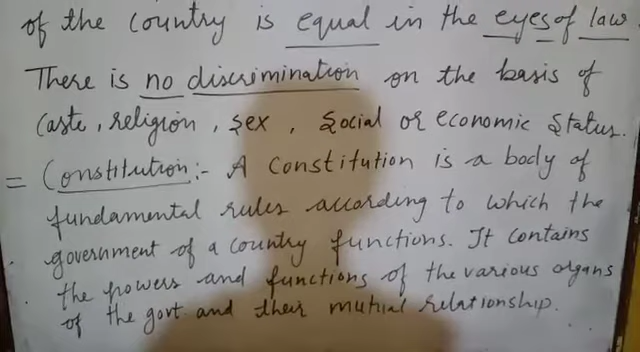 of the country is equal in the eyes of law.
There is no discrimination on the basis of
Caste, religion, Sex, Social or economic Status.
= Constitution:- A Constitution is a body of
fundamental rules according to which the
government of a country functions. It contains
the powers and functions of the various organs
of the govt and their mutual relationship.